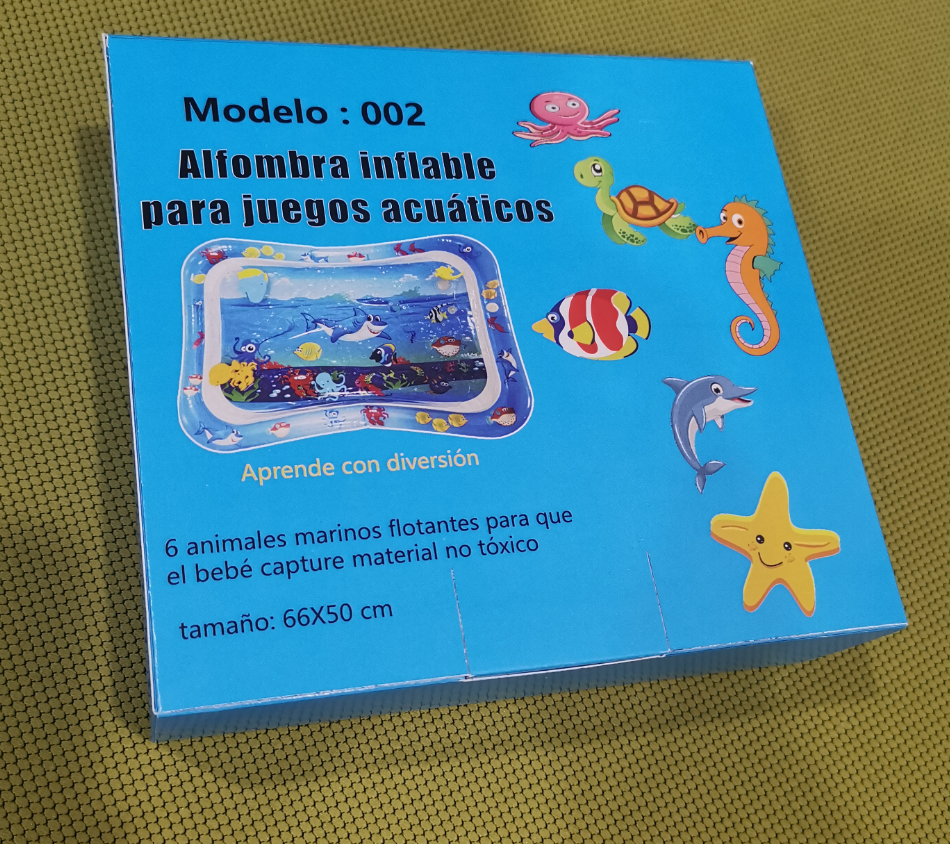 Modelo : 002
Alfombra inflable
para juegos acuáticos
Aprende con diversión
6 animales marinos flotantes para que
el bebé capture material no tóxico
tamaño: 66X50 cm